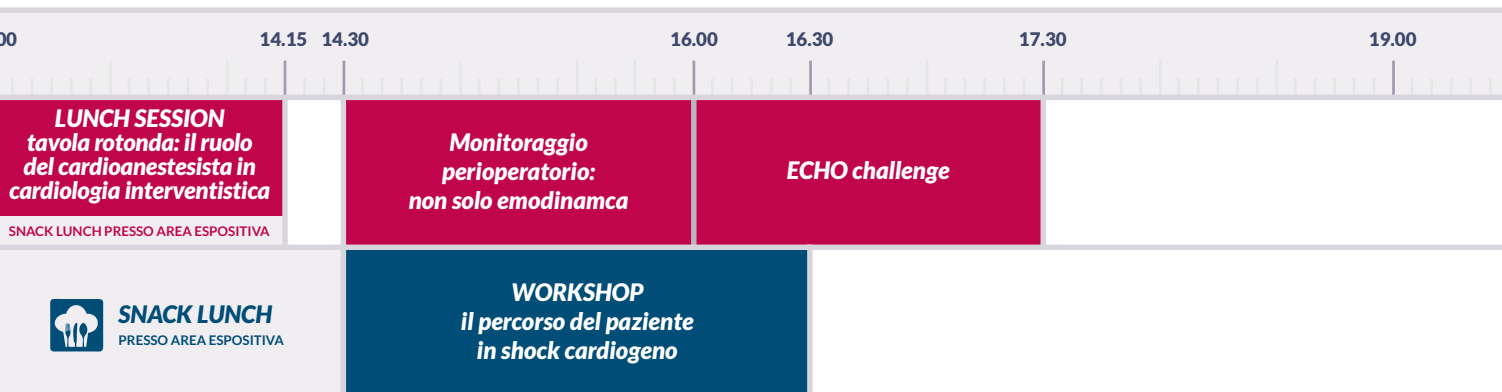 00 14.15 14.30 16.00 16.30 17.30 19.00
LUNCH SESSION
tavola rotonda: il ruolo
del cardioanestesista in
cardiologia interventistica
SNACK LUNCH PRESSO AREA ESPOSITIVA
Monitoraggio
perioperatorio:
non solo emodinamca
ECHO challenge
SNACK LUNCH
PRESSO AREA ESPOSITIVA
WORKSHOP
il percorso del paziente
in shock cardiogeno